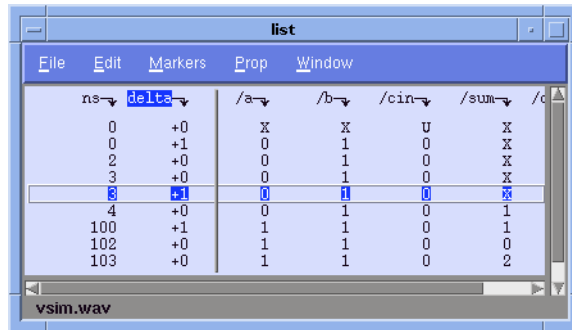 list
File Edit Markers Prop Window
ns delta /a /b /cin /sum
0 +0 X X U X
0 +1 0 1 0 X
2 +0 0 1 0 X
3 +0 0 1 0 X
3 +1 0 1 0 X
4 +0 0 1 0 1
100 +1 1 1 0 1
102 +0 1 1 0 0
103 +0 1 1 0 2
vsim.wav